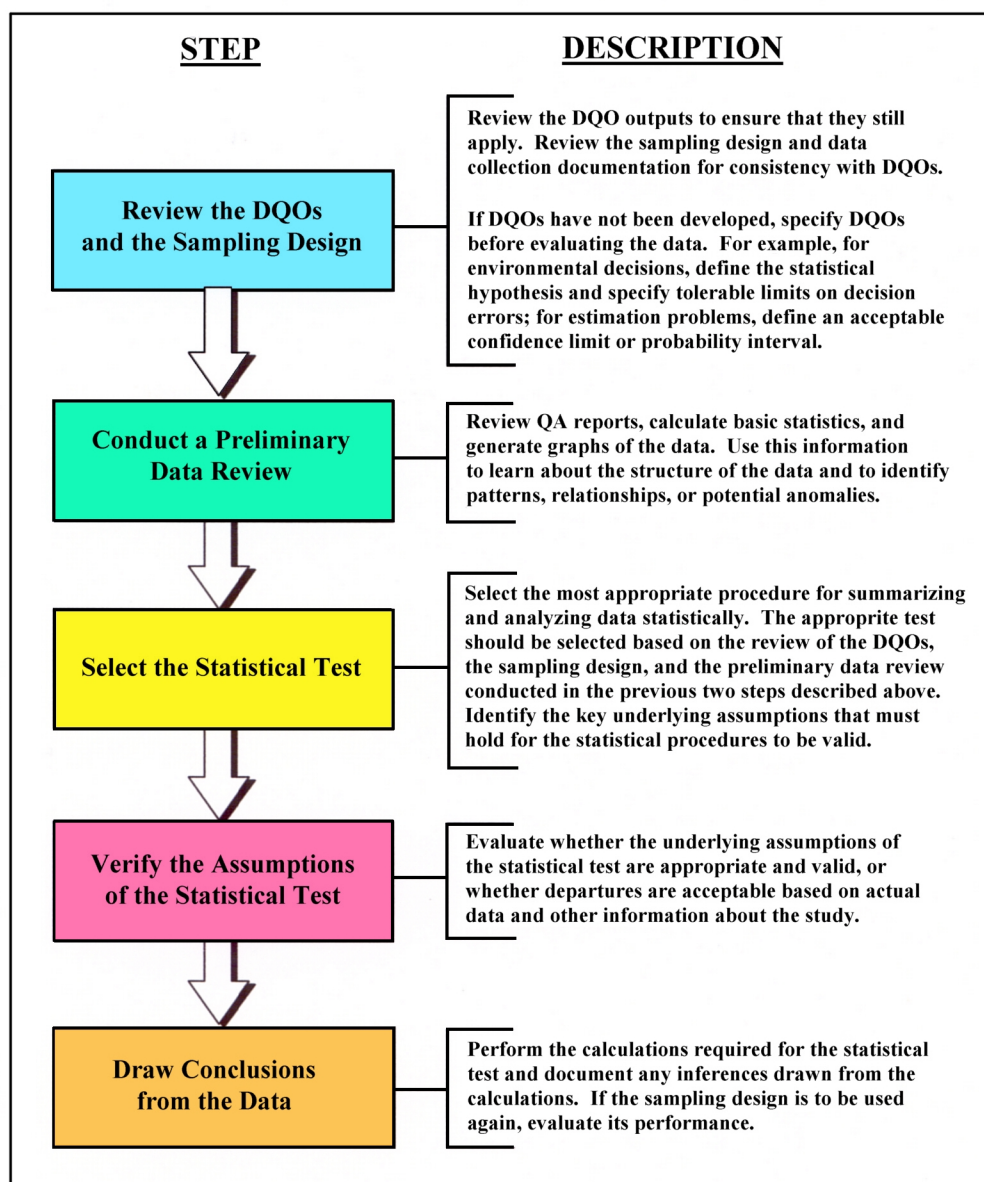 STEP
DESCRIPTION
Review the DQOs
and the Sampling Design
Review the DQO outputs to ensure that they still
apply.  Review the sampling design and data
collection documentation for consistency with DQOs.
If DQOs have not been developed, specify DQOs
before evaluating the data.  For example, for
environmental decisions, define the statistical
hypothesis and specify tolerable limits on decision
errors; for estimation problems, define an acceptable
confidence limit or probability interval.
Conduct a Preliminary
Data Review
Review QA reports, calculate basic statistics, and
generate graphs of the data.  Use this information
to learn about the structure of the data and to identify
patterns, relationships, or potential anomalies.
Select the Statistical Test
Select the most appropriate procedure for summarizing
and analyzing data statistically.  The approprite test
should be selected based on the review of the DQOs,
the sampling design, and the preliminary data review
conducted in the previous two steps described above.
Identify the key underlying assumptions that must
hold for the statistical procedures to be valid.
Verify the Assumptions
of the Statistical Test
Evaluate whether the underlying assumptions of
the statistical test are appropriate and valid, or
whether departures are acceptable based on actual
data and other information about the study.
Draw Conclusions
from the Data
Perform the calculations required for the statistical
test and document any inferences drawn from the
calculations.  If the sampling design is to be used
again, evaluate its performance.